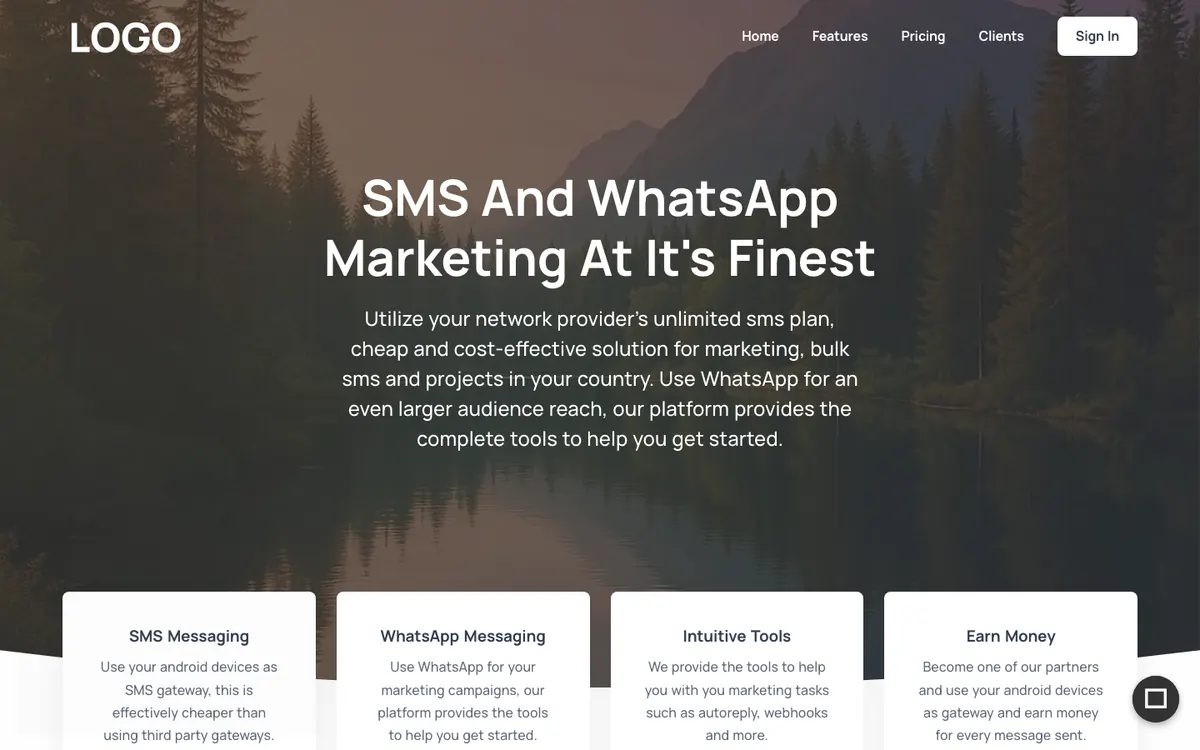 LOGO
Home Features Pricing Clients Sign In
SMS And WhatsApp
Marketing At It's Finest
Utilize your network provider’s unlimited sms plan,
cheap and cost-effective solution for marketing, bulk
sms and projects in your country. Use WhatsApp for an
even larger audience reach, our platform provides the
complete tools to help you get started.
SMS Messaging
Use your android devices as
SMS gateway, this is
effectively cheaper than
using third party gateways.
WhatsApp Messaging
Use WhatsApp for your
marketing campaigns, our
platform provides the tools
to help you get started.
Intuitive Tools
We provide the tools to help
you with you marketing tasks
such as autoreply, webhooks
and more.
Earn Money
Become one of our partners
and use your android devices
as gateway and earn money
for every message sent.